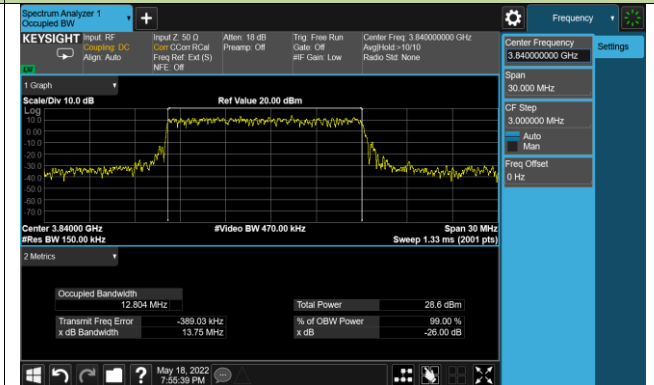 Spectrum Analyzer 1
Occupied BW
+
Frequency
KEYSIGHT
Input: RF
Coupling: DC
Align: Auto
Input Z: 50 Ω
Corr CCorr RCal
Freq Ref: Ext (S)
NFE: Off
Atten: 18 dB
Preamp: Off
Trig: Free Run
Gate: Off
#IF Gain: Low
Center Freq: 3.840000000 GHz
Avg|Hold:>10/10
Radio Std: None
Center Frequency
3.840000000 GHz
Settings
Span
30.000 MHz
CF Step
3.000000 MHz
Auto
Man
Freq Offset
0 Hz
1 Graph
Scale/Div 10.0 dB
Ref Value 20.00 dBm
Log
10.0
0.00
-10.0
-20.0
-30.0
-40.0
-50.0
-60.0
-70.0
Center 3.84000 GHz
#Video BW 470.00 kHz
Span 30 MHz
#Res BW 150.00 kHz
Sweep 1.33 ms (2001 pts)
2 Metrics
Occupied Bandwidth
12.804 MHz
Total Power
28.6 dBm
Transmit Freq Error
-389.03 kHz
% of OBW Power
99.00 %
x dB Bandwidth
13.75 MHz
x dB
-26.00 dB
?
May 18, 2022
7:55:39 PM